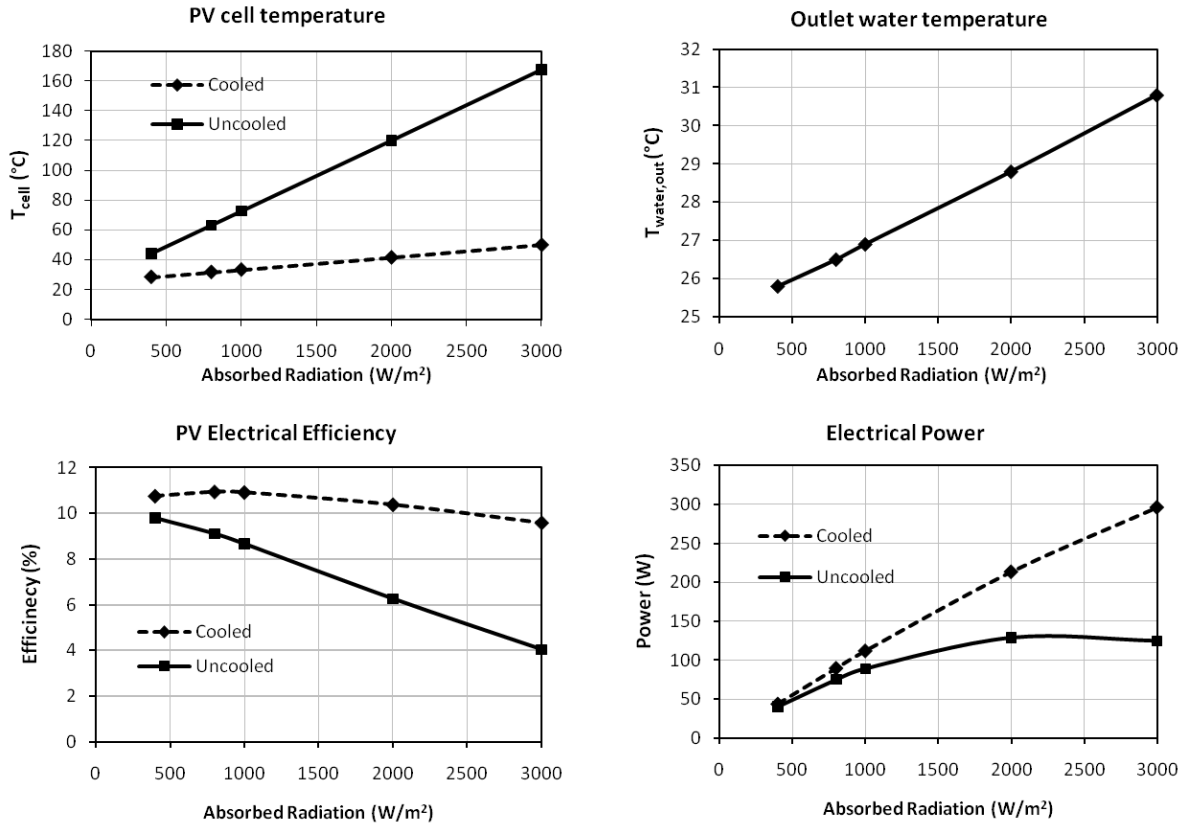 PV cell temperature
180
160
140
120
100
80
60
40
20
0
T_cell (°C)
Cooled
Uncooled
0 500 1000 1500 2000 2500 3000
Absorbed Radiation (W/m²)
Outlet water temperature
32
31
30
29
28
27
26
25
T_water,out (°C)
0 500 1000 1500 2000 2500 3000
Absorbed Radiation (W/m²)
PV Electrical Efficiency
12
10
8
6
4
2
0
Efficinecy (%)
Cooled
Uncooled
0 500 1000 1500 2000 2500 3000
Absorbed Radiation (W/m²)
Electrical Power
350
300
250
200
150
100
50
0
Power (W)
Cooled
Uncooled
0 500 1000 1500 2000 2500 3000
Absorbed Radiation (W/m²)